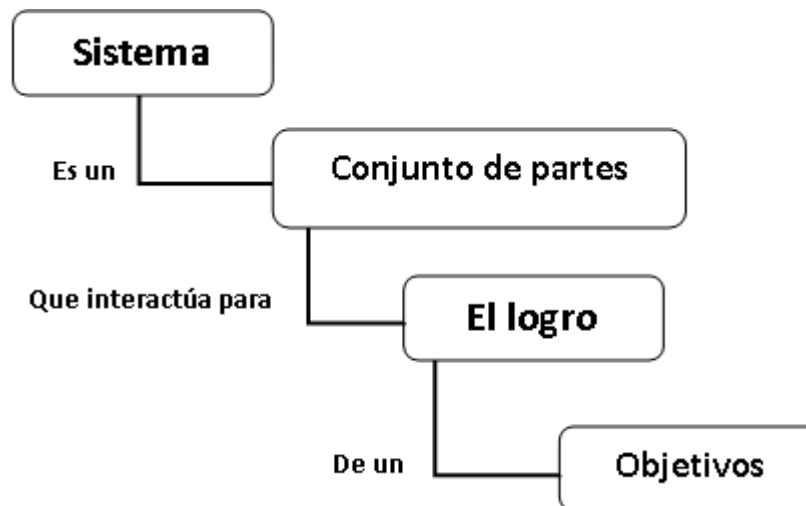 Sistema
Es un
Conjunto de partes
Que interactúa para
El logro
De un
Objetivos